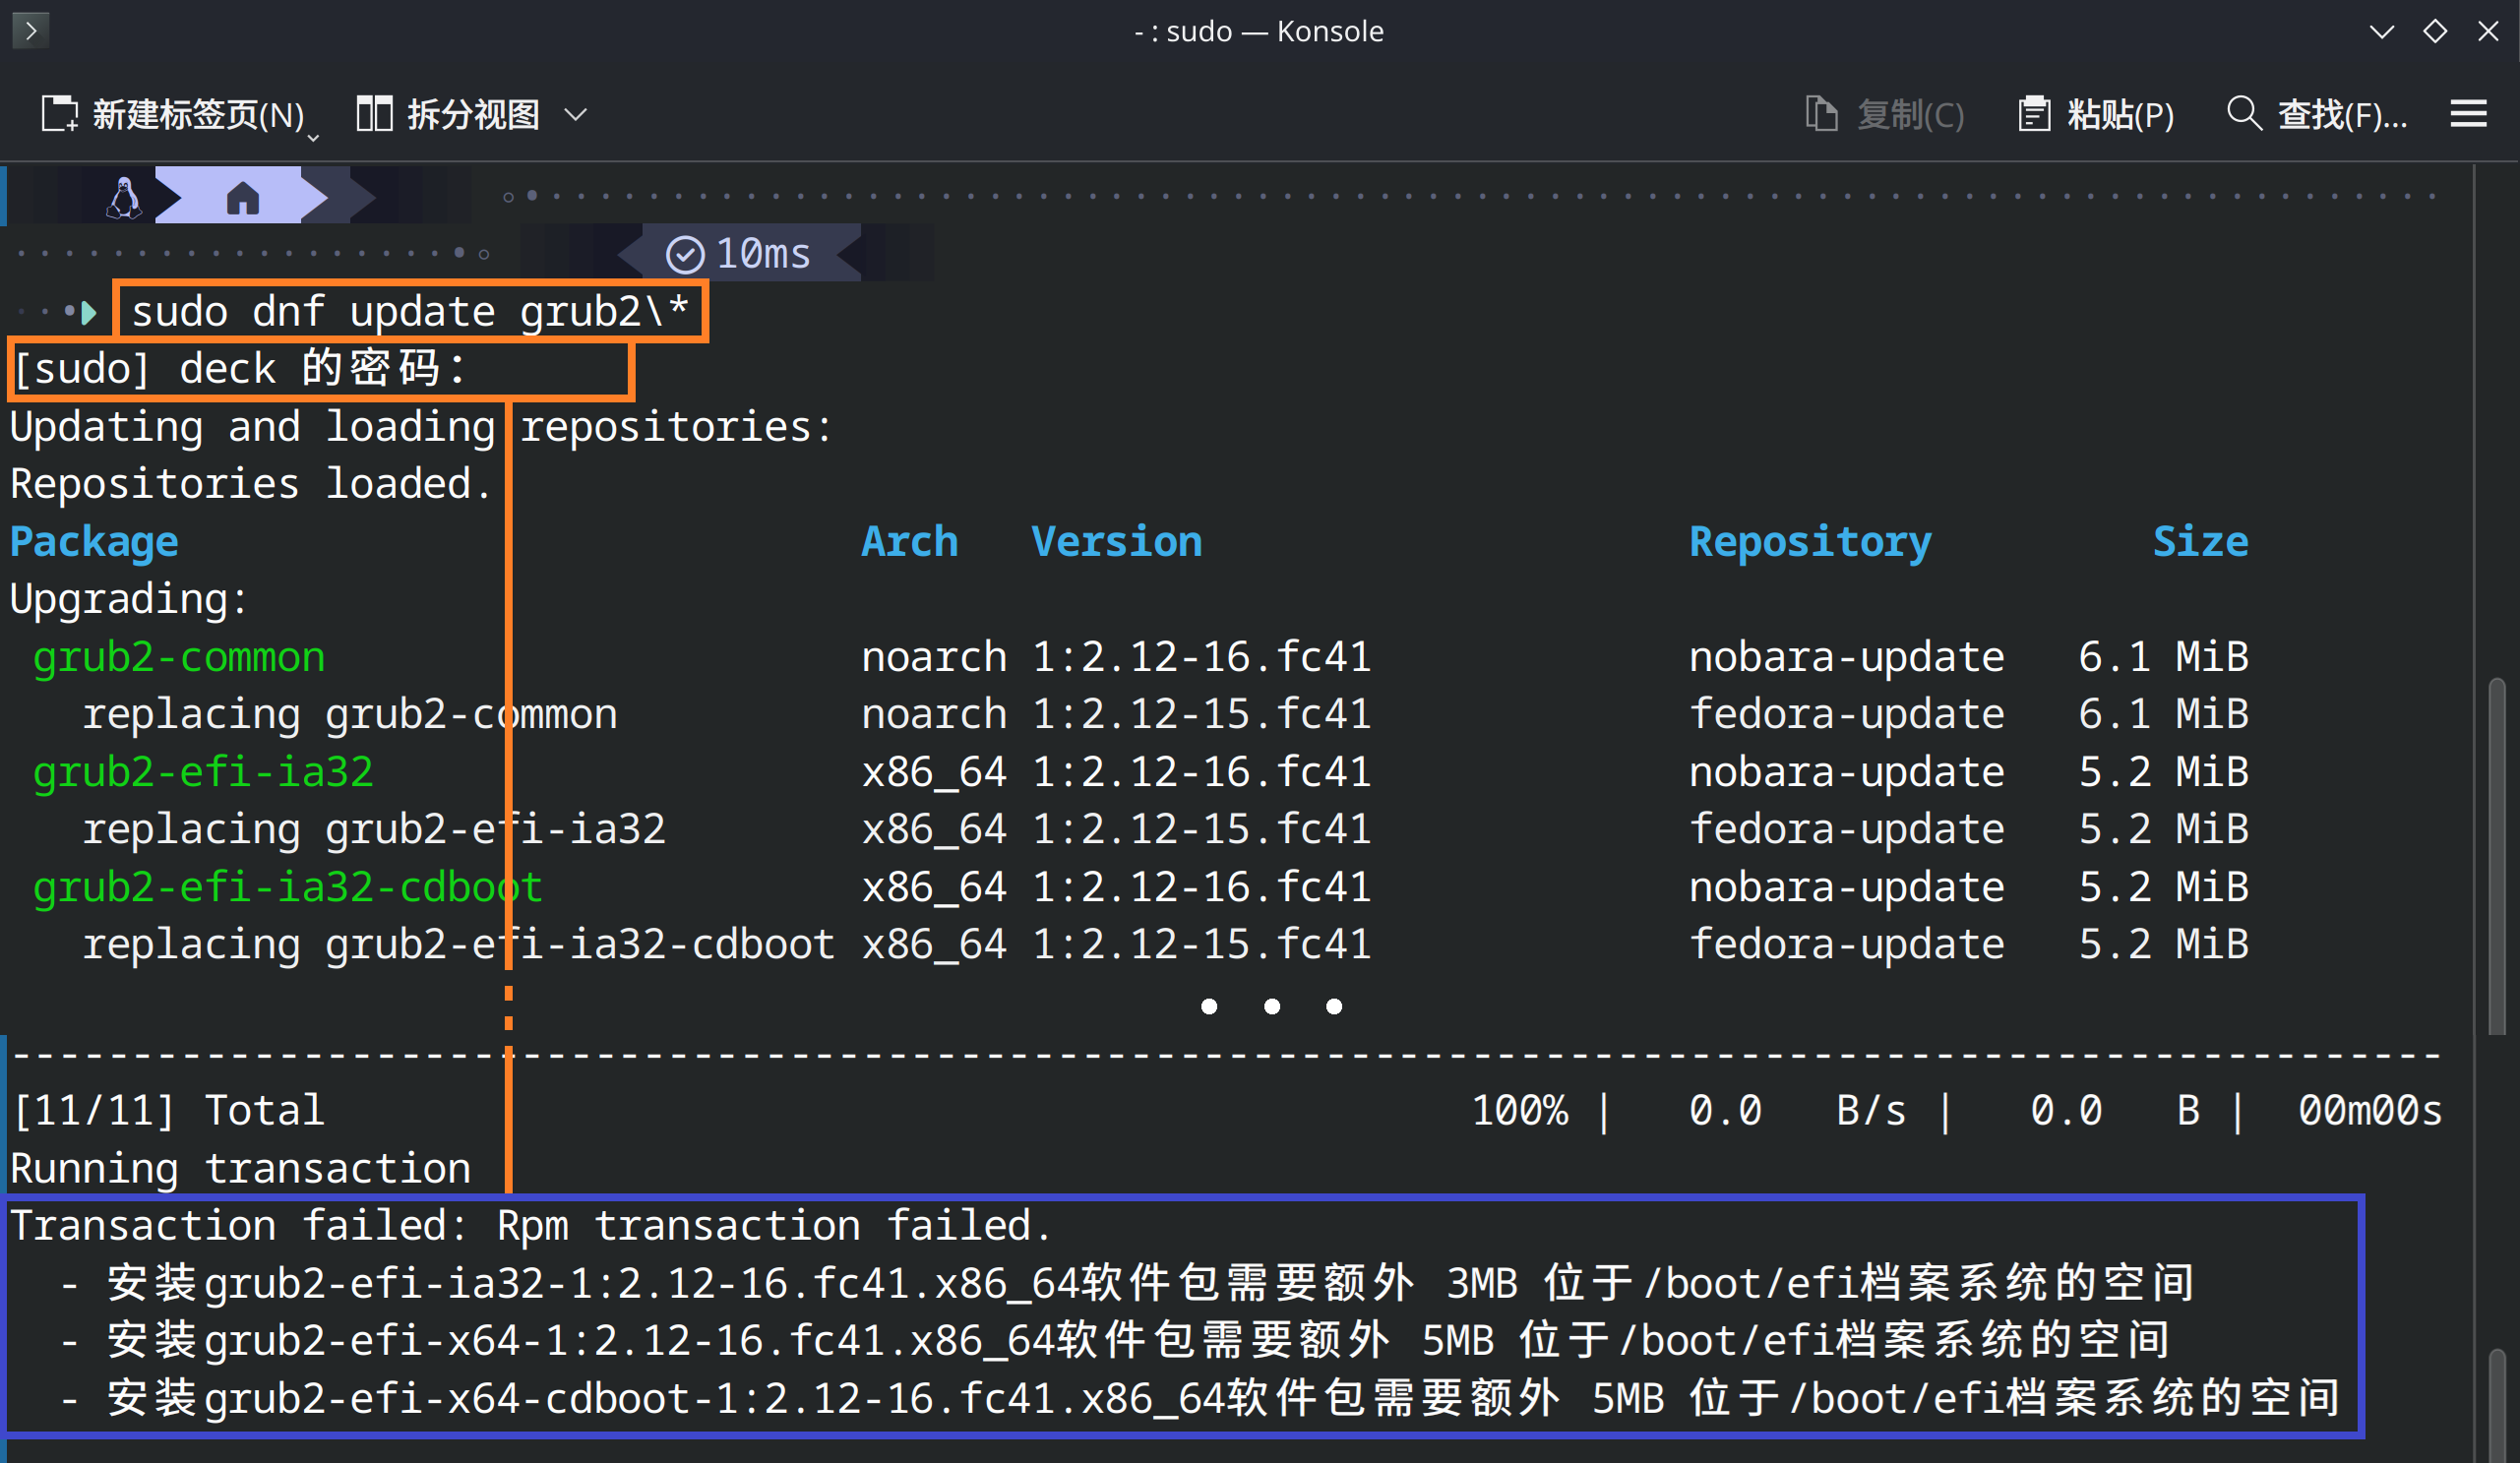 - : sudo — Konsole
新建标签页(N) 拆分视图 复制(C) 粘贴(P) 查找(F)...
10ms
sudo dnf update grub2\*
[sudo] deck 的密码：
Updating and loading repositories:
Repositories loaded.
Package Arch Version Repository Size
Upgrading:
grub2-common noarch 1:2.12-16.fc41 nobara-update 6.1 MiB
replacing grub2-common noarch 1:2.12-15.fc41 fedora-update 6.1 MiB
grub2-efi-ia32 x86_64 1:2.12-16.fc41 nobara-update 5.2 MiB
replacing grub2-efi-ia32 x86_64 1:2.12-15.fc41 fedora-update 5.2 MiB
grub2-efi-ia32-cdboot x86_64 1:2.12-16.fc41 nobara-update 5.2 MiB
replacing grub2-efi-ia32-cdboot x86_64 1:2.12-15.fc41 fedora-update 5.2 MiB
• • •
----------------------------------------------------------------------------------------------------
[11/11] Total 100% | 0.0 B/s | 0.0 B | 00m00s
Running transaction
Transaction failed: Rpm transaction failed.
- 安装grub2-efi-ia32-1:2.12-16.fc41.x86_64软件包需要额外 3MB 位于/boot/efi档案系统的空间
- 安装grub2-efi-x64-1:2.12-16.fc41.x86_64软件包需要额外 5MB 位于/boot/efi档案系统的空间
- 安装grub2-efi-x64-cdboot-1:2.12-16.fc41.x86_64软件包需要额外 5MB 位于/boot/efi档案系统的空间